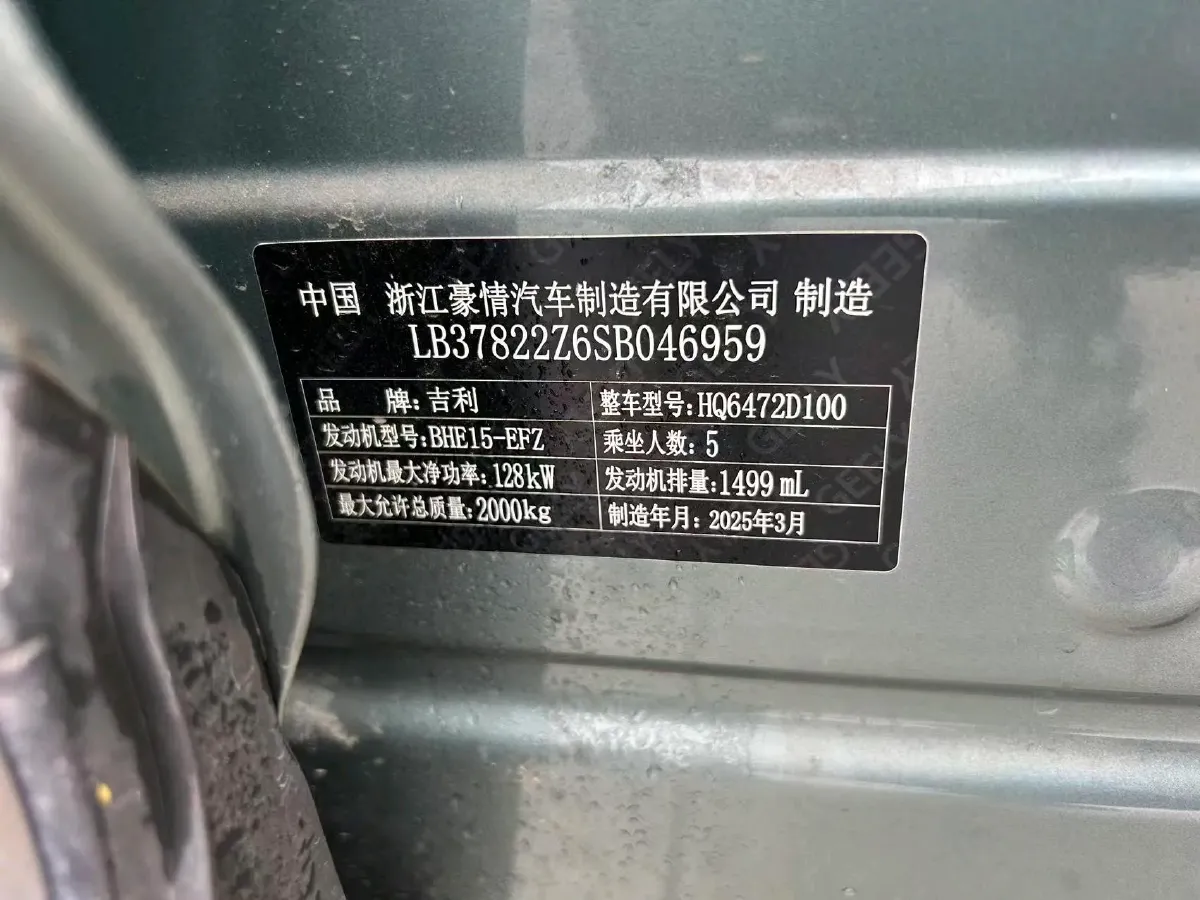 中国 浙江豪情汽车制造有限公司 制造
LB37822Z6SB046959
品 牌:吉利 整车型号:HQ6472D100
发动机型号:BHE15-EFZ 乘坐人数: 5
发动机最大净功率:128kW 发动机排量:1499 mL
最大允许总质量:2000kg 制造年月: 2025年3月